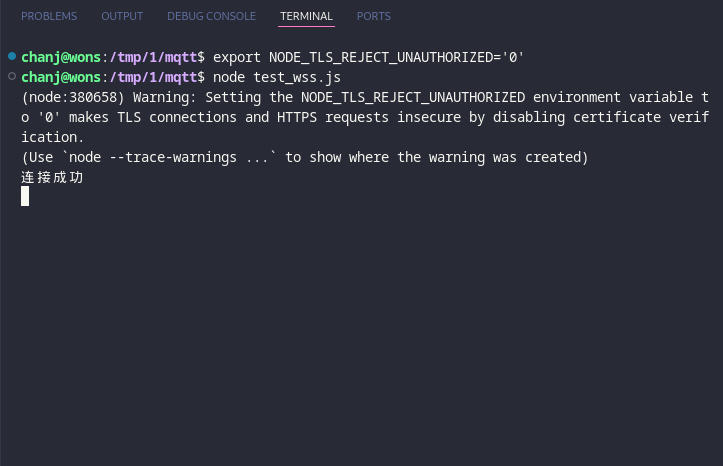 PROBLEMS OUTPUT DEBUG CONSOLE TERMINAL PORTS
chanj@wons:/tmp/1/mqtt$ export NODE_TLS_REJECT_UNAUTHORIZED='0'
chanj@wons:/tmp/1/mqtt$ node test_wss.js
(node:380658) Warning: Setting the NODE_TLS_REJECT_UNAUTHORIZED environment variable t
o '0' makes TLS connections and HTTPS requests insecure by disabling certificate verif
ication.
(Use `node --trace-warnings ...` to show where the warning was created)
连接成功